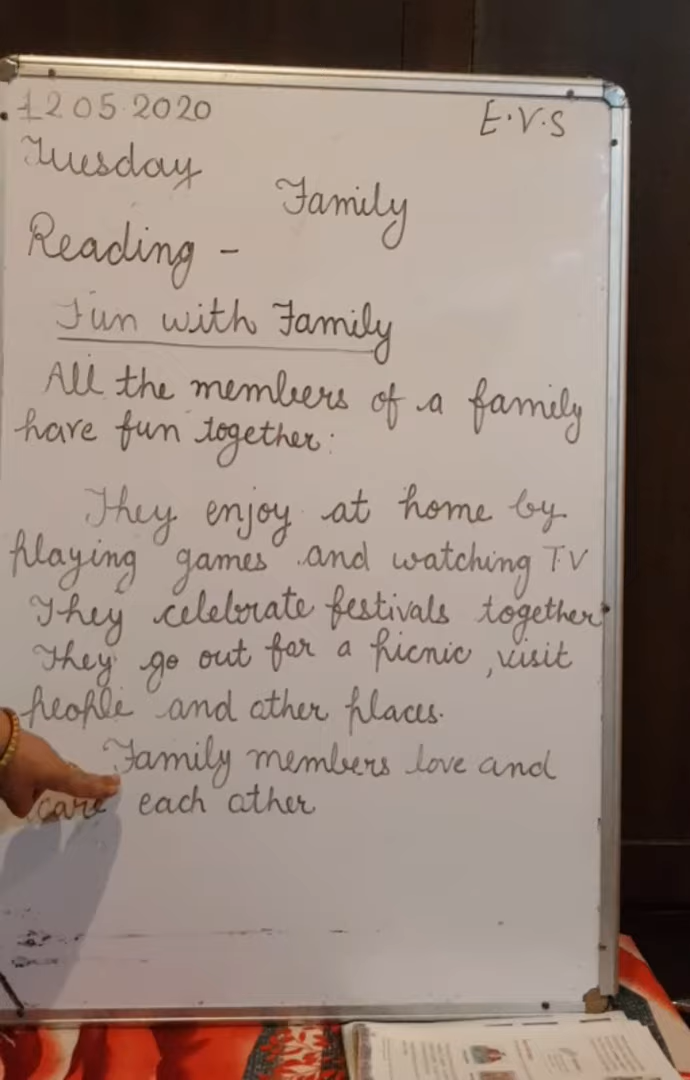 12 05.2020
E.V.S
Tuesday
Family
Reading -
Fun with Family
All the members of a family
have fun together:
They enjoy at home by
playing games and watching TV
They celebrate festivals together
They go out for a picnic, visit
people and other places.
Family members love and
care each other